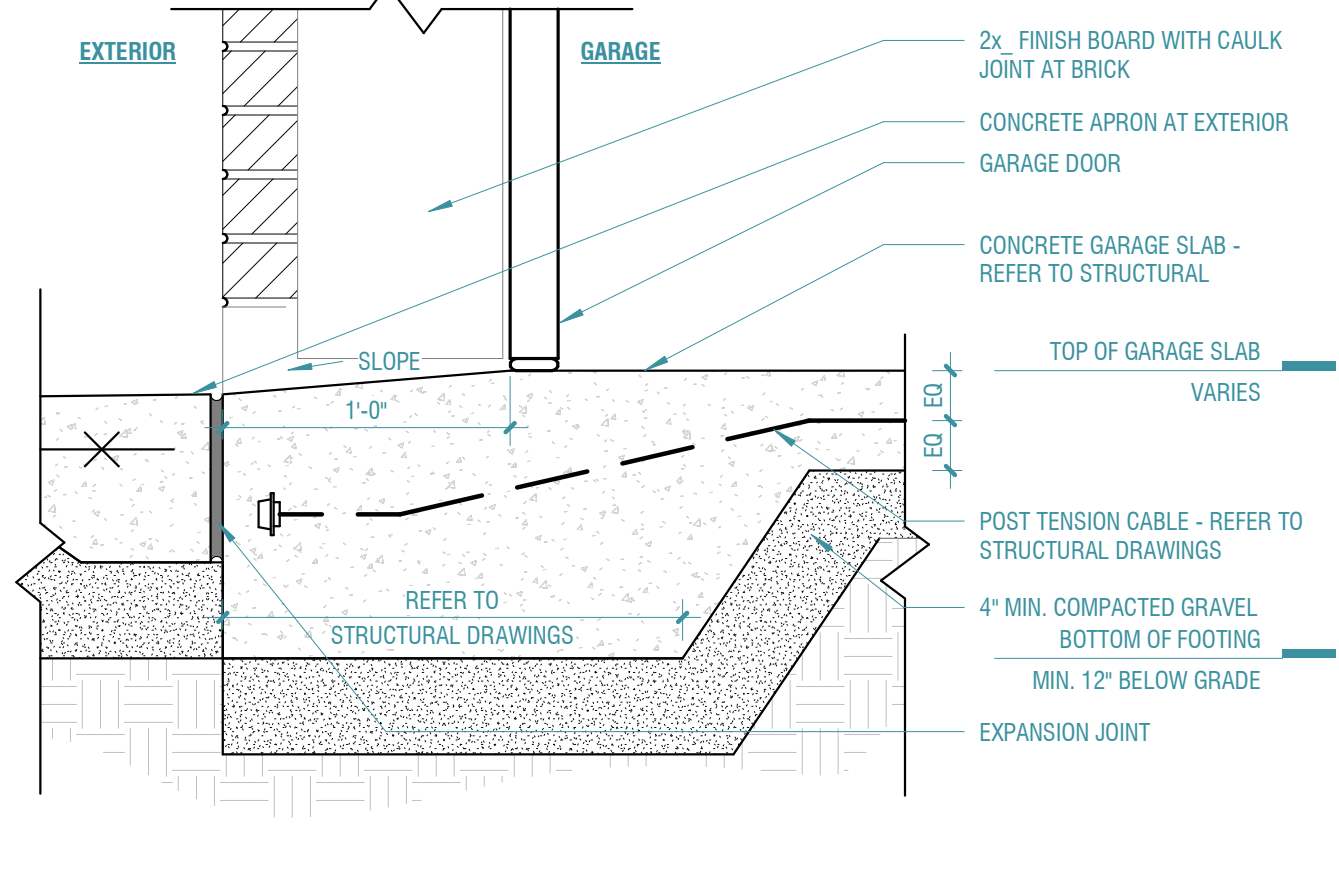 EXTERIOR
GARAGE
2x_ FINISH BOARD WITH CAULK
JOINT AT BRICK
CONCRETE APRON AT EXTERIOR
GARAGE DOOR
CONCRETE GARAGE SLAB -
REFER TO STRUCTURAL
SLOPE
1'-0"
TOP OF GARAGE SLAB
VARIES
EQ
EQ
POST TENSION CABLE - REFER TO
STRUCTURAL DRAWINGS
4" MIN. COMPACTED GRAVEL
REFER TO
STRUCTURAL DRAWINGS
BOTTOM OF FOOTING
MIN. 12" BELOW GRADE
EXPANSION JOINT